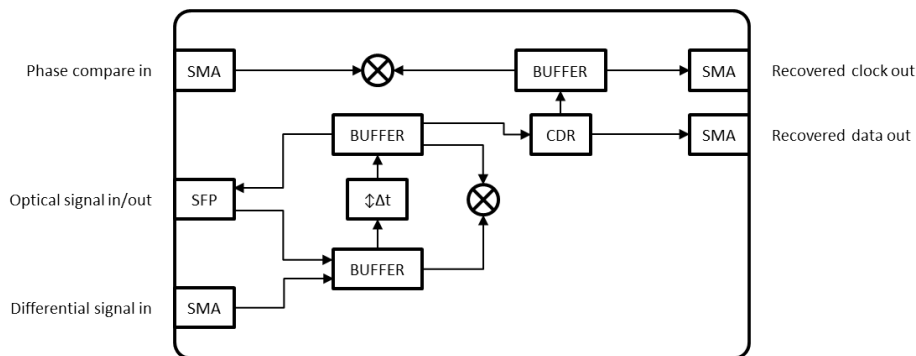 Phase compare in
SMA
BUFFER
SMA
Recovered clock out
BUFFER
CDR
SMA
Recovered data out
Optical signal in/out
SFP
↕Δt
BUFFER
Differential signal in
SMA